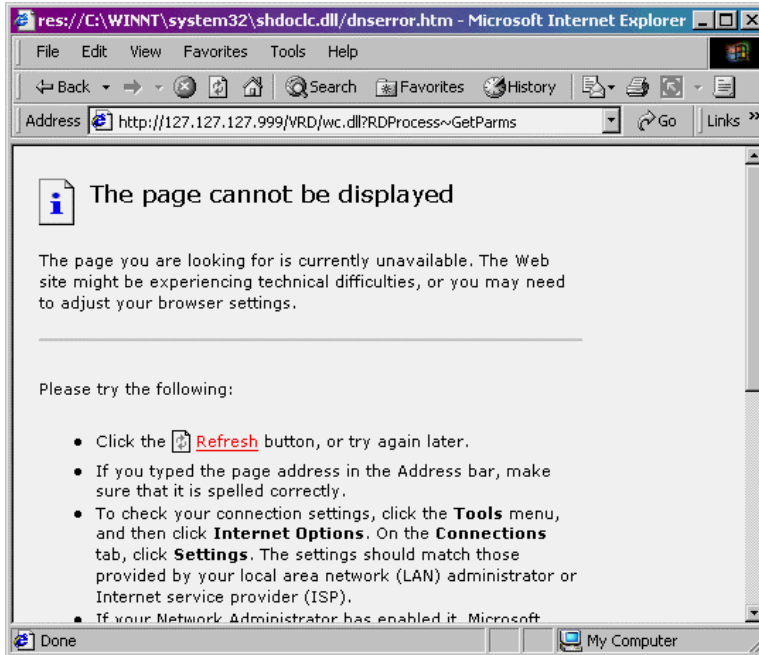 res://C:\WINNT\system32\shdoclc.dll/dnserror.htm - Microsoft Internet Explorer
File Edit View Favorites Tools Help
Back Search Favorites History
Address http://127.127.127.999/VRD/wc.dll?RDProcess~GetParms Go Links »
The page cannot be displayed
The page you are looking for is currently unavailable. The Web
site might be experiencing technical difficulties, or you may need
to adjust your browser settings.
Please try the following:
• Click the Refresh button, or try again later.
• If you typed the page address in the Address bar, make
sure that it is spelled correctly.
• To check your connection settings, click the Tools menu,
and then click Internet Options. On the Connections
tab, click Settings. The settings should match those
provided by your local area network (LAN) administrator or
Internet service provider (ISP).
• If your Network Administrator has enabled it, Microsoft
Done My Computer